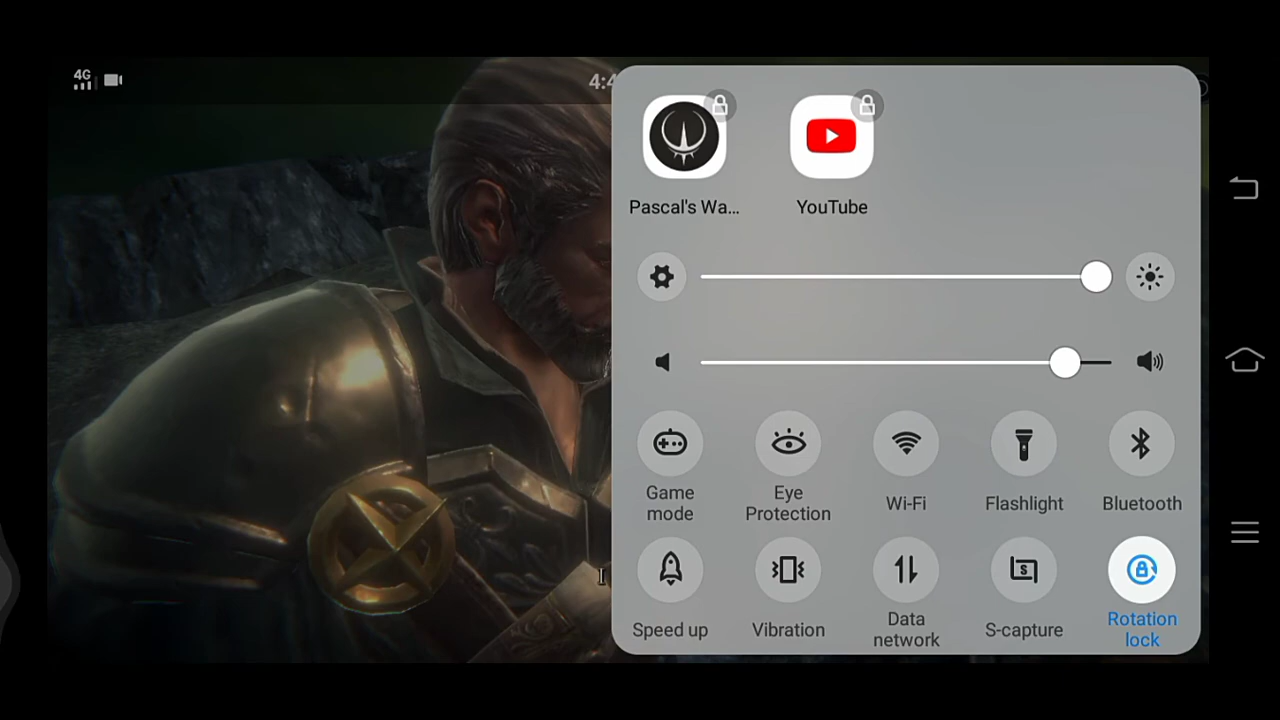 4G
4:4
Pascal's Wa...
YouTube
Game
mode
Eye
Protection
Wi-Fi
Flashlight
Bluetooth
Speed up
Vibration
Data
network
S-capture
Rotation
lock